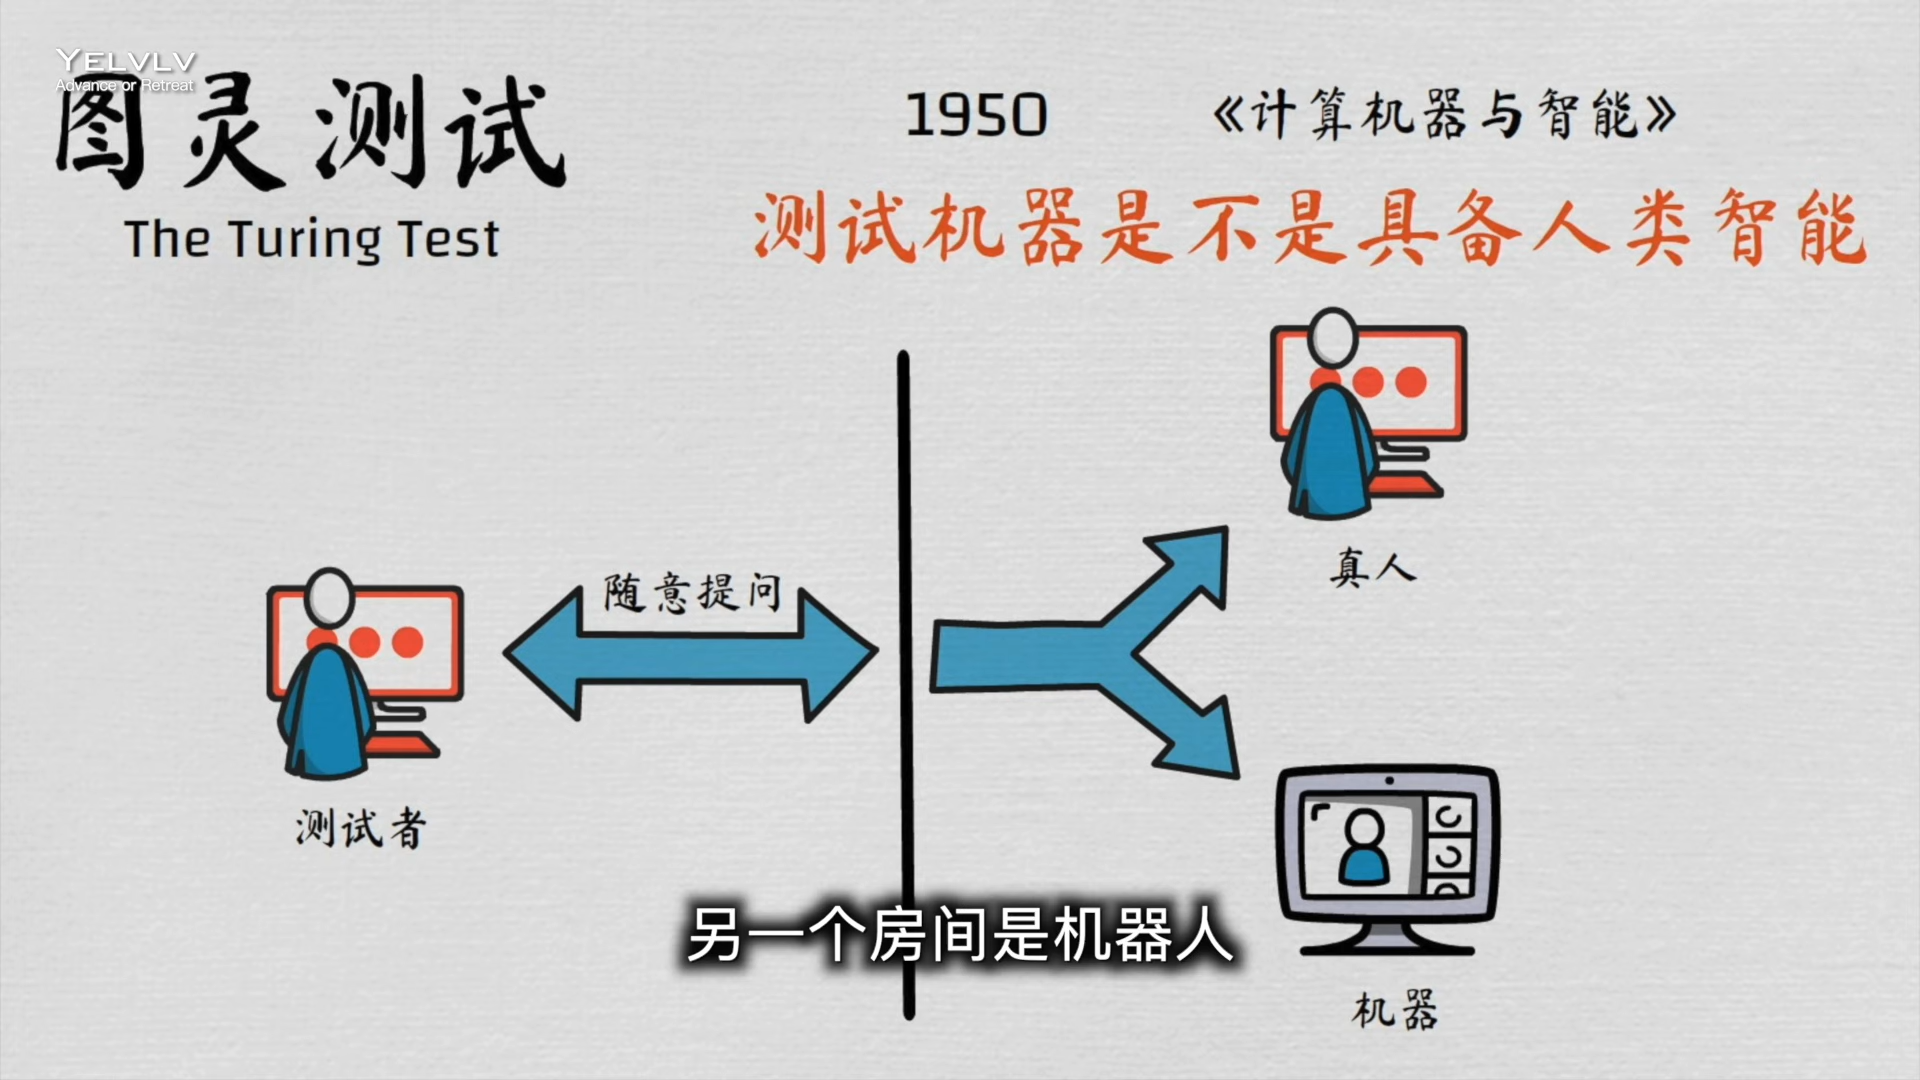 YELVLV
Advance or Retreat
图灵测试
The Turing Test
1950
《计算机器与智能》
测试机器是不是具备人类智能
真人
随意提问
测试者
另一个房间是机器人
机器